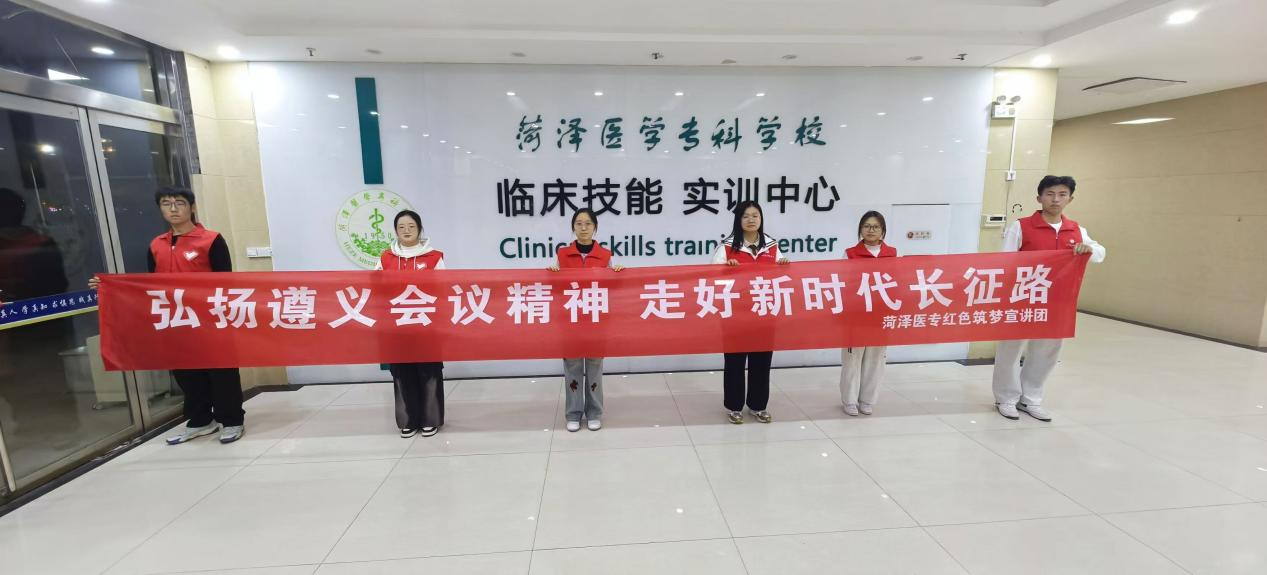 菏泽医学专科学校
临床技能 实训中心
Clinic skills training enter
弘扬遵义会议精神 走好新时代长征路
菏泽医专红色筑梦宣讲团
1950